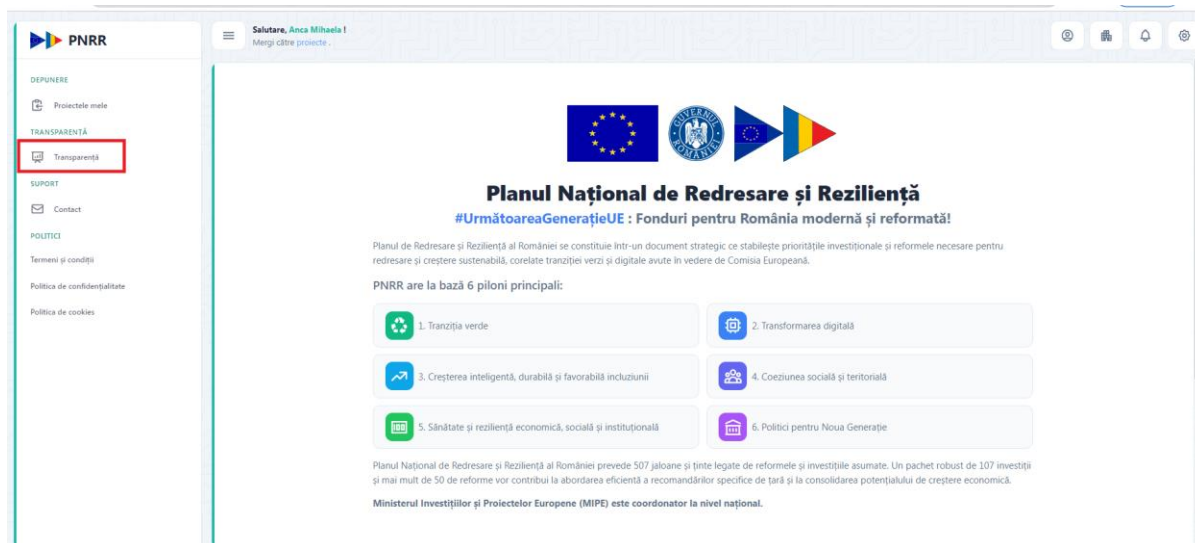 PNRR
Salutare, Anca Mihaela !
Mergi către proiecte .
DEPUNERE
Proiectele mele
TRANSPARENȚĂ
Transparență
SUPORT
Contact
POLITICI
Termeni și condiții
Politica de confidențialitate
Politica de cookies
GUVERNUL ROMÂNIEI
Planul Național de Redresare și Reziliență
#UrmătoareaGenerațieUE : Fonduri pentru România modernă și reformată!
Planul de Redresare și Reziliență al României se constituie într-un document strategic ce stabilește prioritățile investiționale și reformele necesare pentru
redresare și creștere sustenabilă, corelate tranziției verzi și digitale avute în vedere de Comisia Europeană.
PNRR are la bază 6 piloni principali:
1. Tranziția verde
2. Transformarea digitală
3. Creșterea inteligentă, durabilă și favorabilă incluziunii
4. Coeziunea socială și teritorială
5. Sănătate și reziliență economică, socială și instituțională
6. Politici pentru Noua Generație
Planul Național de Redresare și Reziliență al României prevede 507 jaloane și ținte legate de reformele și investițiile asumate. Un pachet robust de 107 investiții
și mai mult de 50 de reforme vor contribui la abordarea eficientă a recomandărilor specifice de țară și la consolidarea potențialului de creștere economică.
Ministerul Investițiilor și Proiectelor Europene (MIPE) este coordonator la nivel național.